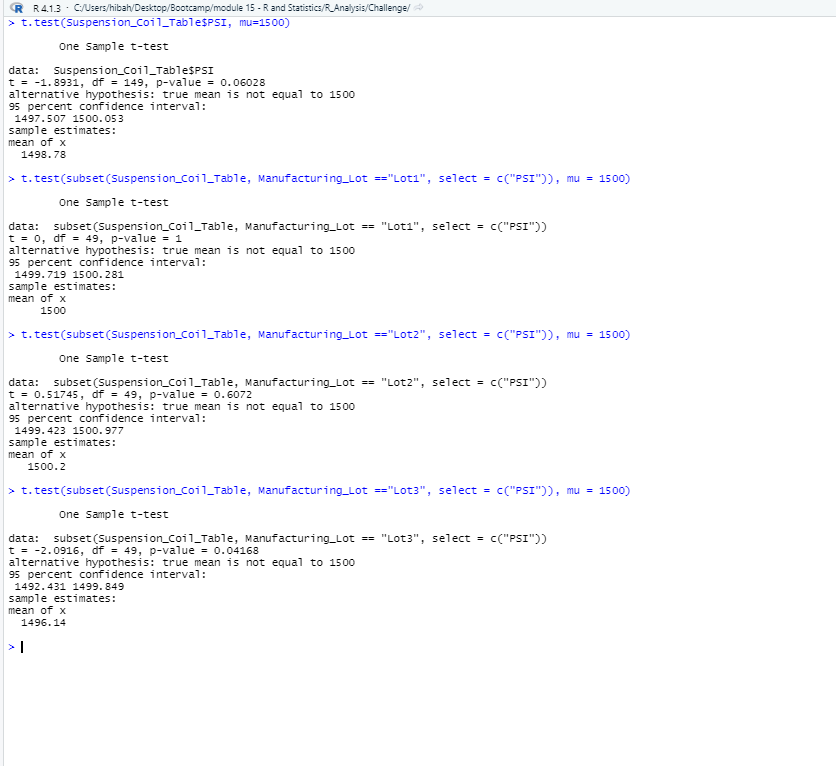 R R 4.1.3 · C:/Users/hibah/Desktop/Bootcamp/module 15 - R and Statistics/R_Analysis/Challenge/
> t.test(Suspension_Coil_Table$PSI, mu=1500)
One Sample t-test
data:  Suspension_Coil_Table$PSI
t = -1.8931, df = 149, p-value = 0.06028
alternative hypothesis: true mean is not equal to 1500
95 percent confidence interval:
1497.507 1500.053
sample estimates:
mean of x
1498.78
> t.test(subset(Suspension_Coil_Table, Manufacturing_Lot =="Lot1", select = c("PSI")), mu = 1500)
One Sample t-test
data:  subset(Suspension_Coil_Table, Manufacturing_Lot == "Lot1", select = c("PSI"))
t = 0, df = 49, p-value = 1
alternative hypothesis: true mean is not equal to 1500
95 percent confidence interval:
1499.719 1500.281
sample estimates:
mean of x
1500
> t.test(subset(Suspension_Coil_Table, Manufacturing_Lot =="Lot2", select = c("PSI")), mu = 1500)
One Sample t-test
data:  subset(Suspension_Coil_Table, Manufacturing_Lot == "Lot2", select = c("PSI"))
t = 0.51745, df = 49, p-value = 0.6072
alternative hypothesis: true mean is not equal to 1500
95 percent confidence interval:
1499.423 1500.977
sample estimates:
mean of x
1500.2
> t.test(subset(Suspension_Coil_Table, Manufacturing_Lot =="Lot3", select = c("PSI")), mu = 1500)
One Sample t-test
data:  subset(Suspension_Coil_Table, Manufacturing_Lot == "Lot3", select = c("PSI"))
t = -2.0916, df = 49, p-value = 0.04168
alternative hypothesis: true mean is not equal to 1500
95 percent confidence interval:
1492.431 1499.849
sample estimates:
mean of x
1496.14
>